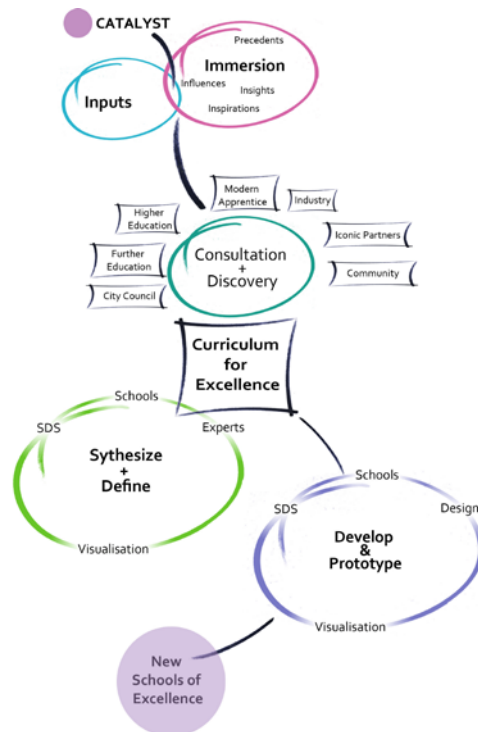 CATALYST
Precedents
Immersion
Influences
Insights
Inspirations
Inputs
Modern
Apprentice
Industry
Higher
Education
Iconic Partners
Further
Education
Consultation
+
Discovery
Community
City Council
Curriculum
for
Excellence
Schools
SDS
Experts
Sythesize
+
Define
Visualisation
Schools
SDS
Design
Develop
&
Prototype
Visualisation
New
Schools of
Excellence